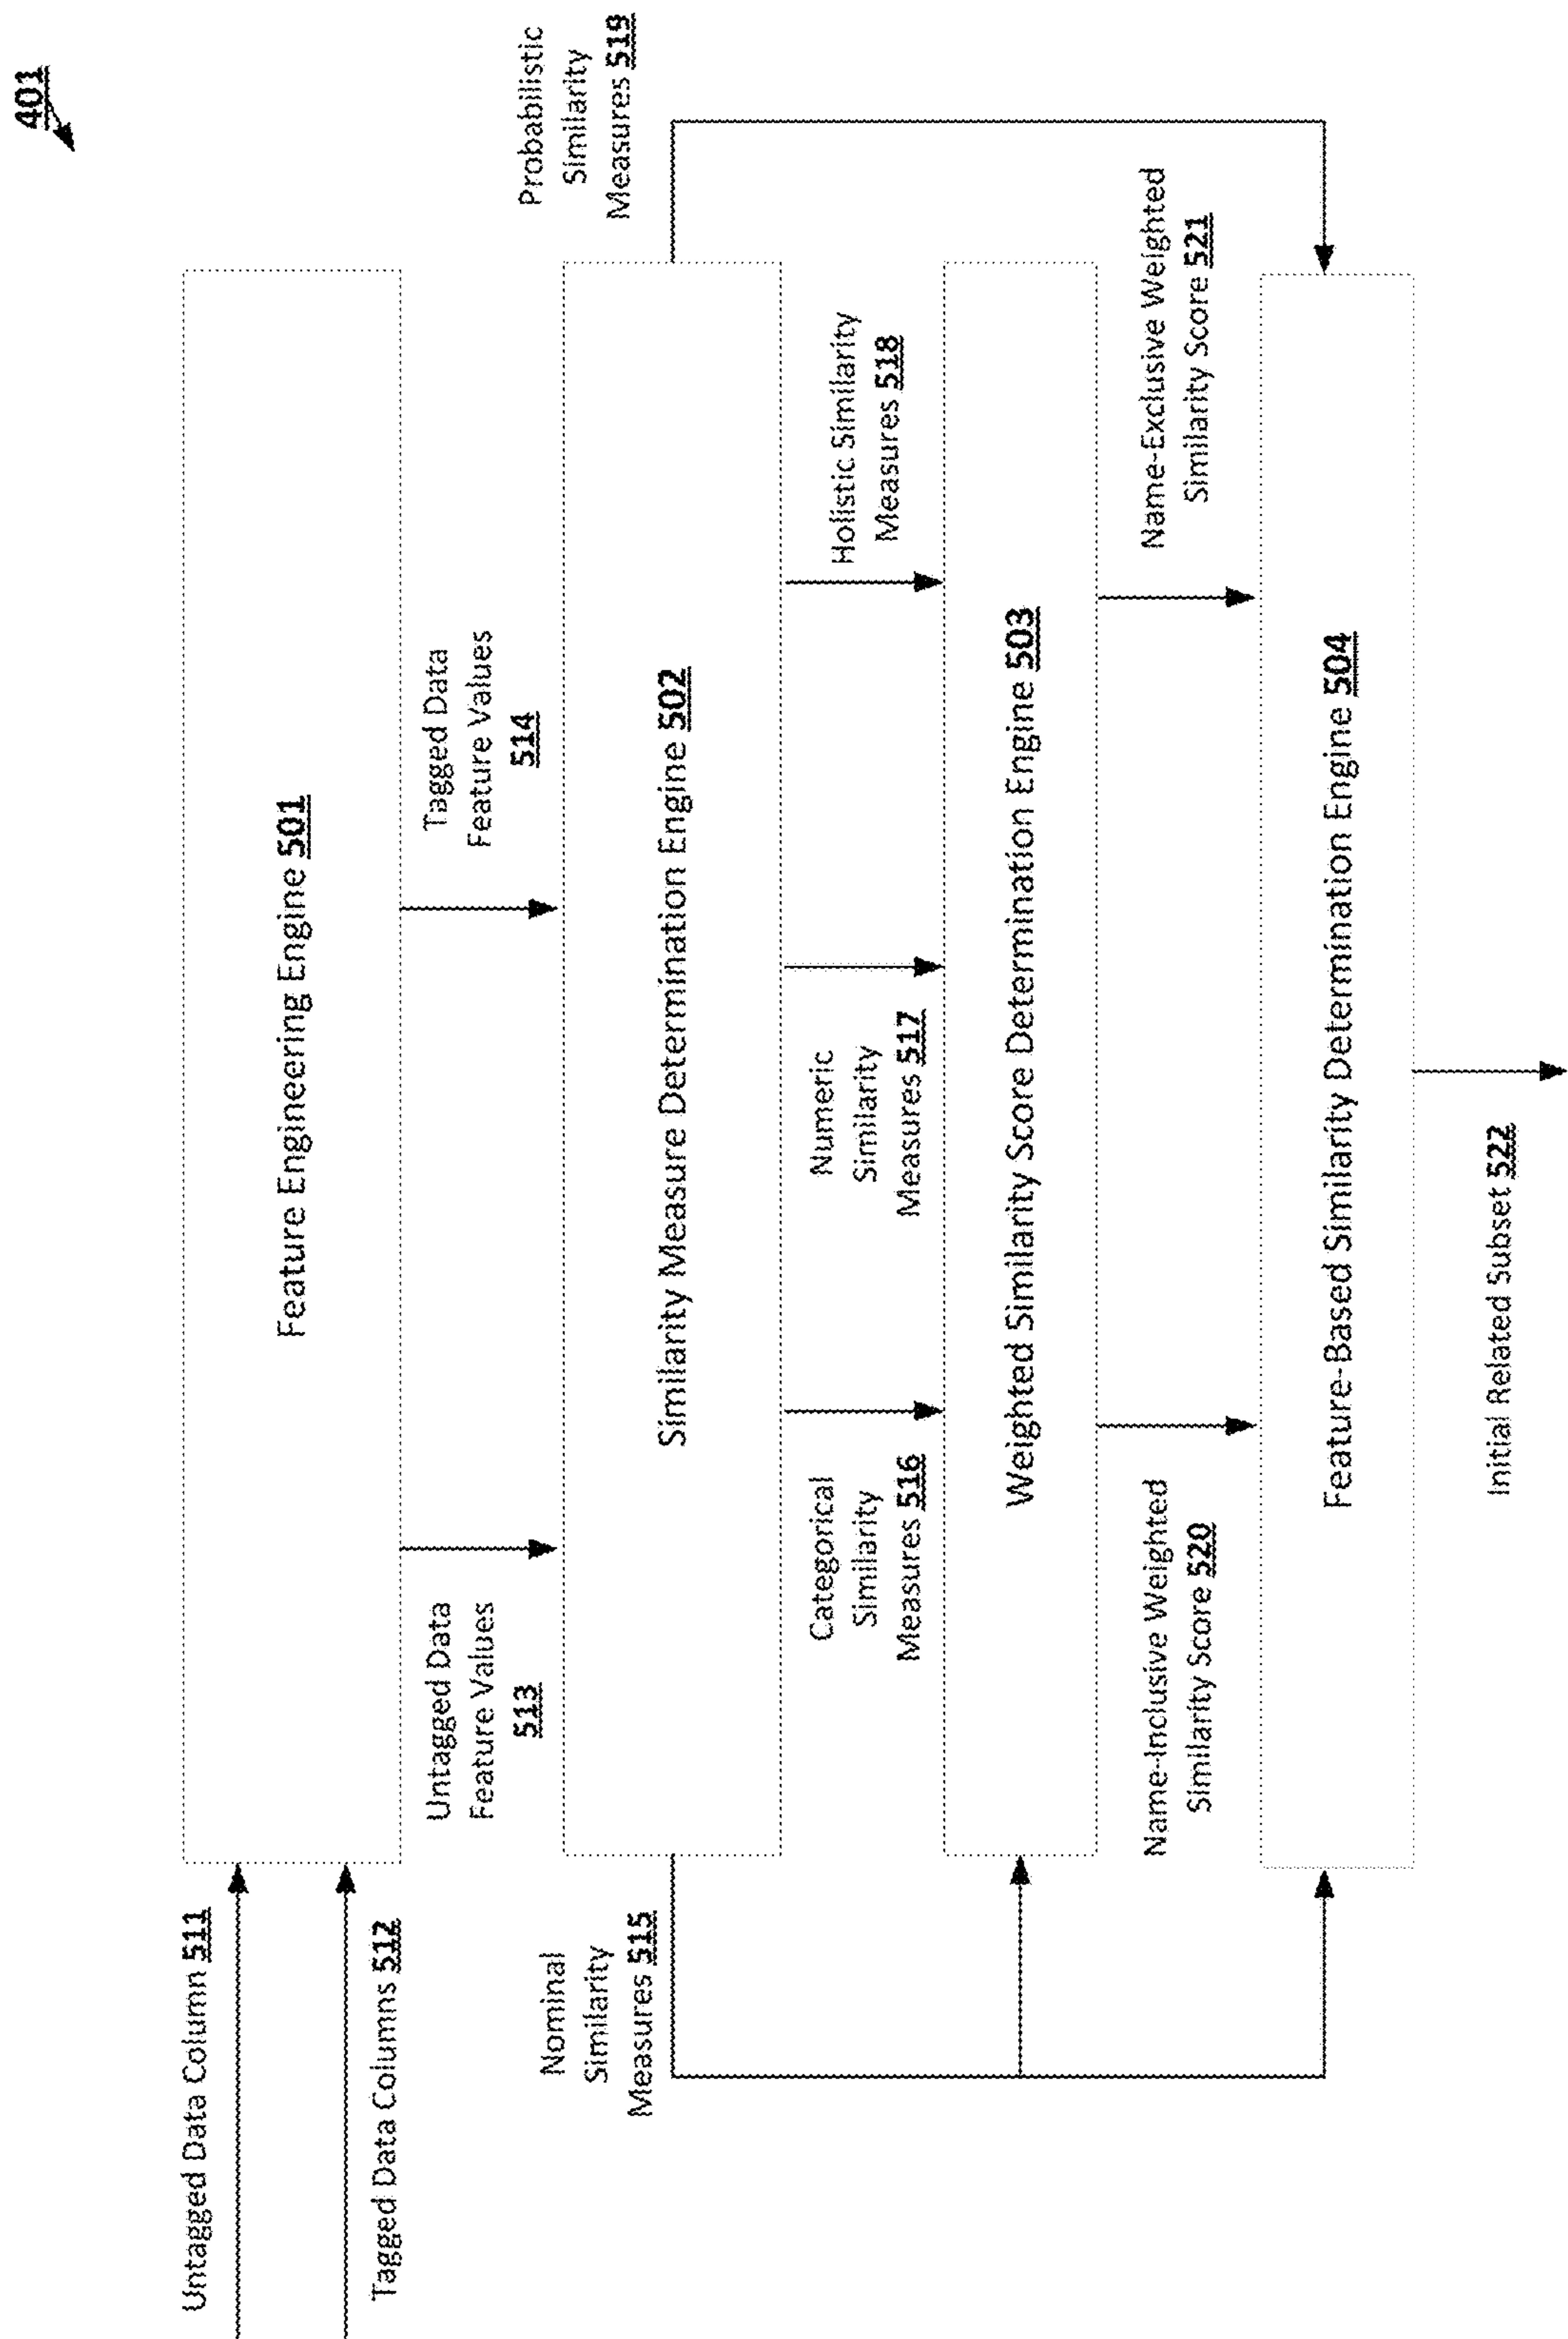 401
Untagged Data Column 511
Tagged Data Columns 512
Feature Engineering Engine 501
Untagged Data
Feature Values
513
Tagged Data
Feature Values
514
Nominal
Similarity
Measures 515
Similarity Measure Determination Engine 502
Probabilistic
Similarity
Measures 519
Categorical
Similarity
Measures 516
Numeric
Similarity
Measures 517
Holistic Similarity
Measures 518
Weighted Similarity Score Determination Engine 503
Name-Inclusive Weighted
Similarity Score 520
Name-Exclusive Weighted
Similarity Score 521
Feature-Based Similarity Determination Engine 504
Initial Related Subset 522